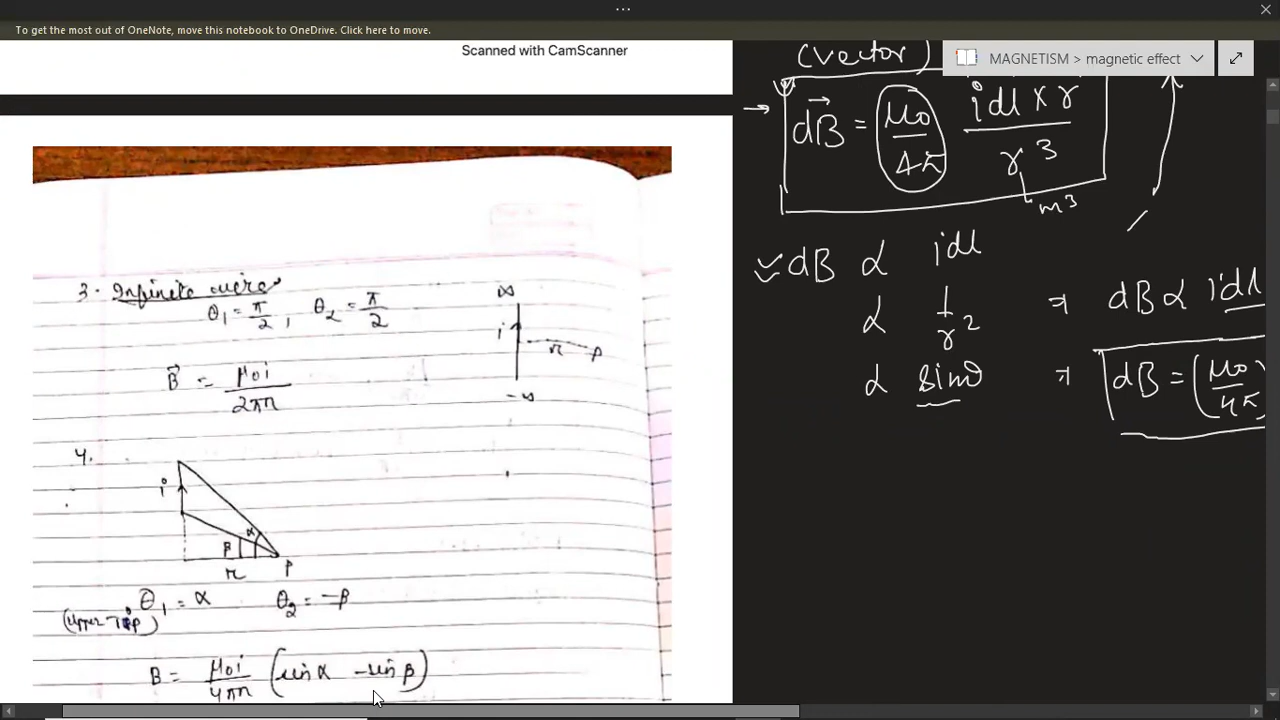 To get the most out of OneNote, move this notebook to OneDrive. Click here to move.
Scanned with CamScanner
MAGNETISM > magnetic effect
3. Infinite wire
θ₁ = π/2, θ₂ = π/2
∞
i
r P
-∞
B⃗ = μ₀i / 2πr
4.
i
α
β
r P
(Upper Top) θ₁ = α θ₂ = -β
B = μ₀i / 4πr (sin α - sin β)
(vector)
→ dB⃗ = μ₀/4π idl × r / r³
m³
dB α idl
α 1/r² ⇒ dB α idl
α sinθ ⇒ dB = (μ₀/4π)